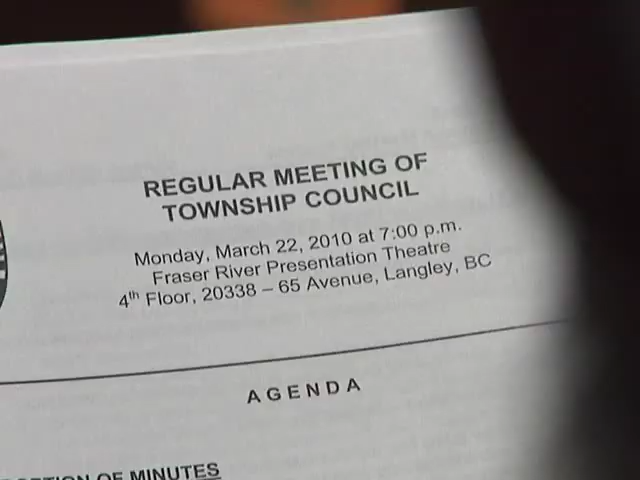 REGULAR MEETING OF
TOWNSHIP COUNCIL
Monday, March 22, 2010 at 7:00 p.m.
Fraser River Presentation Theatre
4th Floor, 20338 – 65 Avenue, Langley, BC
AGENDA
OF MINUTES